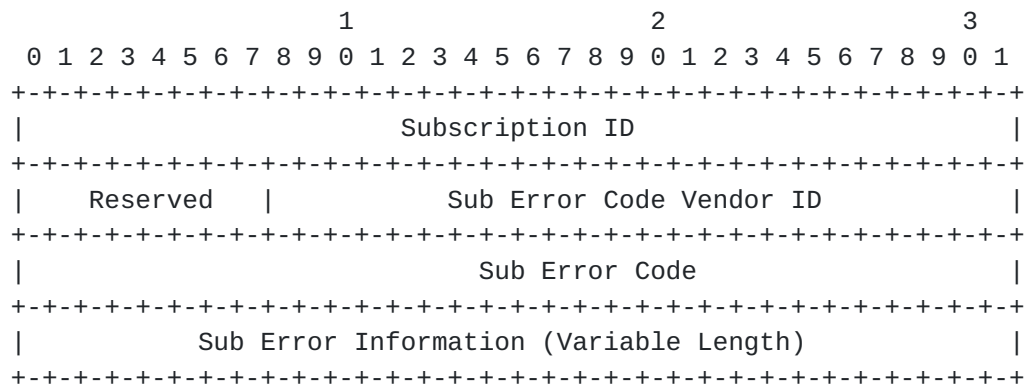 1                   2                   3
 0 1 2 3 4 5 6 7 8 9 0 1 2 3 4 5 6 7 8 9 0 1 2 3 4 5 6 7 8 9 0 1
+-+-+-+-+-+-+-+-+-+-+-+-+-+-+-+-+-+-+-+-+-+-+-+-+-+-+-+-+-+-+-+-+
|                        Subscription ID                        |
+-+-+-+-+-+-+-+-+-+-+-+-+-+-+-+-+-+-+-+-+-+-+-+-+-+-+-+-+-+-+-+-+
|    Reserved   |           Sub Error Code Vendor ID            |
+-+-+-+-+-+-+-+-+-+-+-+-+-+-+-+-+-+-+-+-+-+-+-+-+-+-+-+-+-+-+-+-+
|                             Sub Error Code                    |
+-+-+-+-+-+-+-+-+-+-+-+-+-+-+-+-+-+-+-+-+-+-+-+-+-+-+-+-+-+-+-+-+
|           Sub Error Information (Variable Length)             |
+-+-+-+-+-+-+-+-+-+-+-+-+-+-+-+-+-+-+-+-+-+-+-+-+-+-+-+-+-+-+-+-+